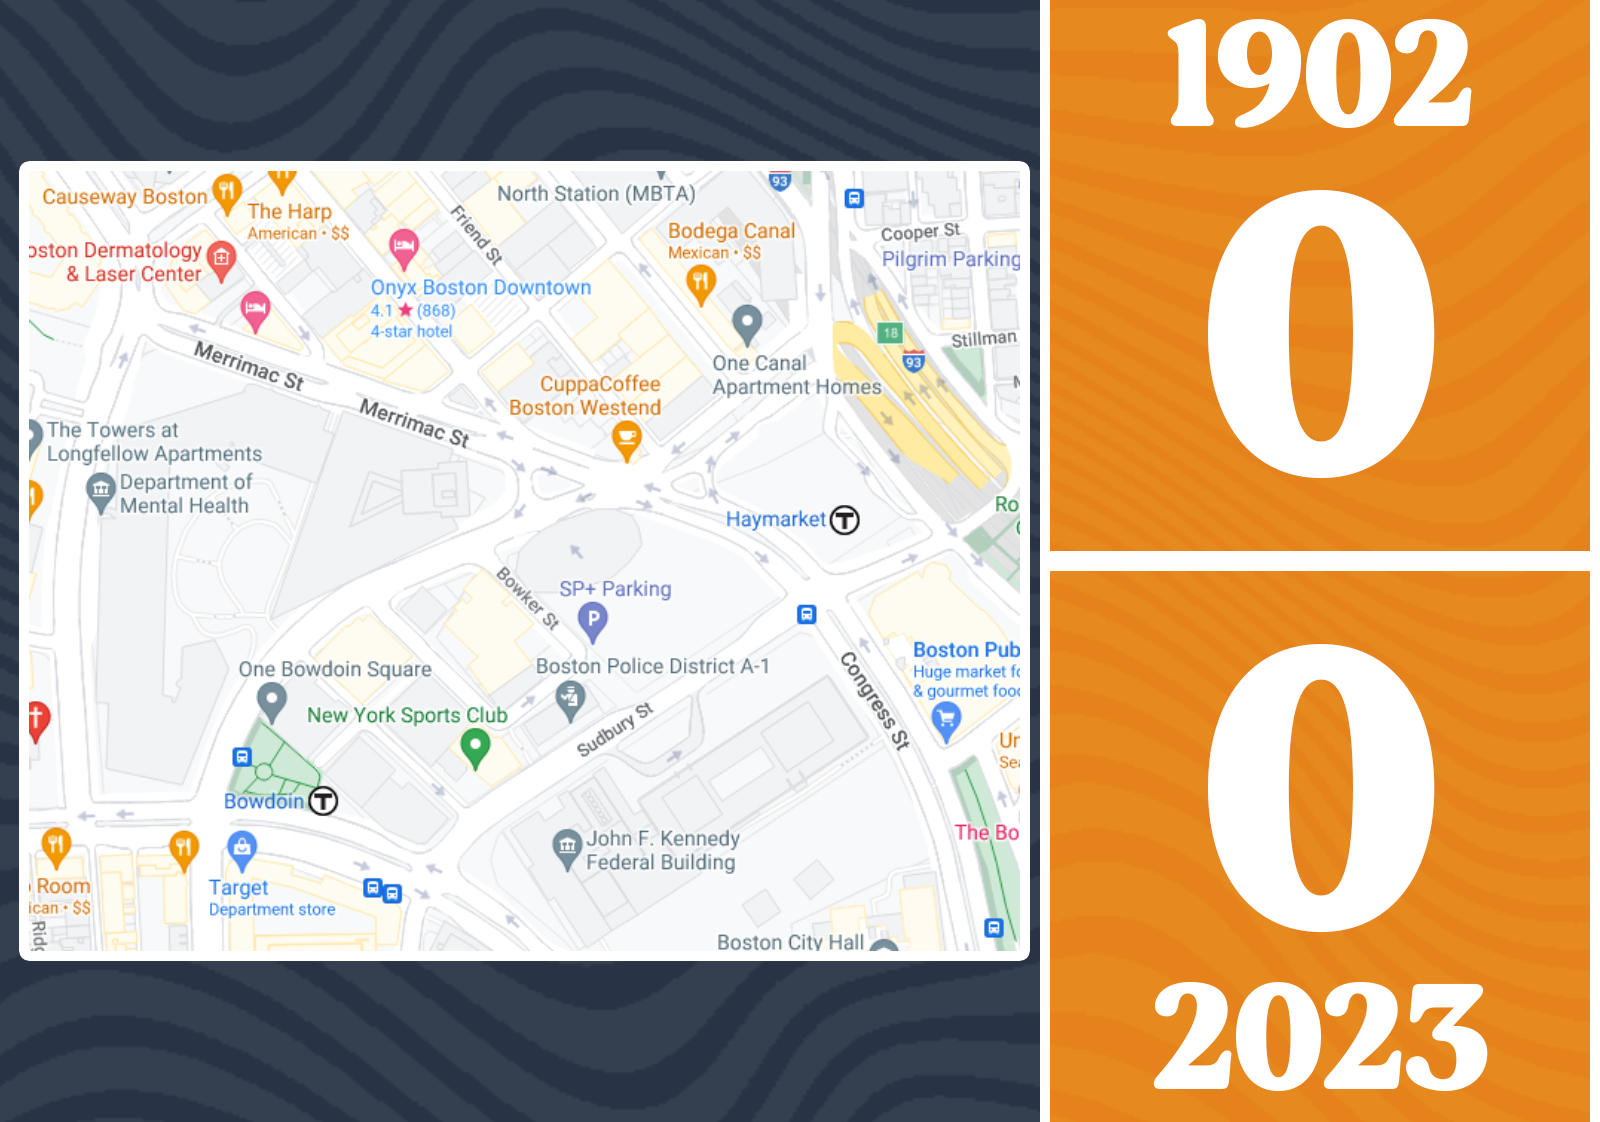 Causeway Boston
The Harp
American • $$
North Station (MBTA)
93
Friend St
Bodega Canal
Mexican • $$
Cooper St
Pilgrim Parking
oston Dermatology
& Laser Center
Onyx Boston Downtown
4.1 ★ (868)
4-star hotel
18
93
Stillman
Merrimac St
One Canal
Apartment Homes
CuppaCoffee
Boston Westend
Merrimac St
The Towers at
Longfellow Apartments
Department of
Mental Health
Haymarket T
Ro
Bowker St
SP+ Parking
P
Boston Police District A-1
One Bowdoin Square
New York Sports Club
Sudbury St
Congress St
Boston Pub
Huge market fo
& gourmet food
Un
Sea
Bowdoin T
John F. Kennedy
Federal Building
The Bo
Room
ican • $$
Target
Department store
Ridg
Boston City Hall
1902
0
0
2023